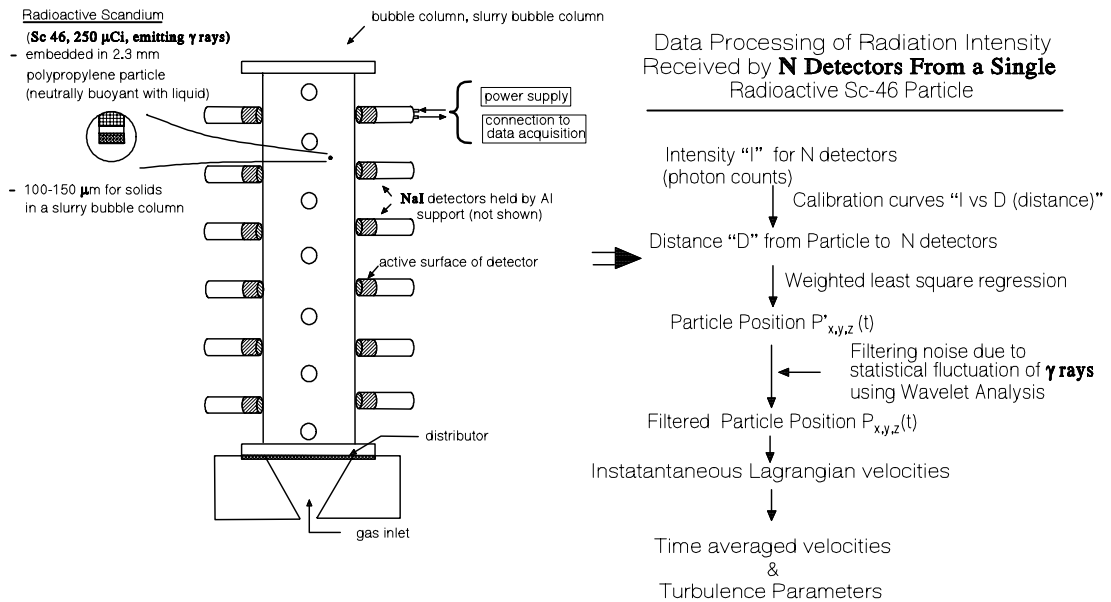 Radioactive Scandium
(Sc 46, 250 μCi, emitting γ rays)
- embedded in 2.3 mm
polypropylene particle
(neutrally buoyant with liquid)
- 100-150 μm for solids
in a slurry bubble column
bubble column, slurry bubble column
power supply
connection to
data acquisition
NaI detectors held by Al
support (not shown)
active surface of detector
distributor
gas inlet
Data Processing of Radiation Intensity
Received by N Detectors From a Single
Radioactive Sc-46 Particle
Intensity "I" for N detectors
(photon counts)
Calibration curves "I vs D (distance)"
Distance "D" from Particle to N detectors
Weighted least square regression
Particle Position P'x,y,z (t)
Filtering noise due to
statistical fluctuation of γ rays
using Wavelet Analysis
Filtered Particle Position Px,y,z(t)
Instatantaneous Lagrangian velocities
Time averaged velocities
&
Turbulence Parameters